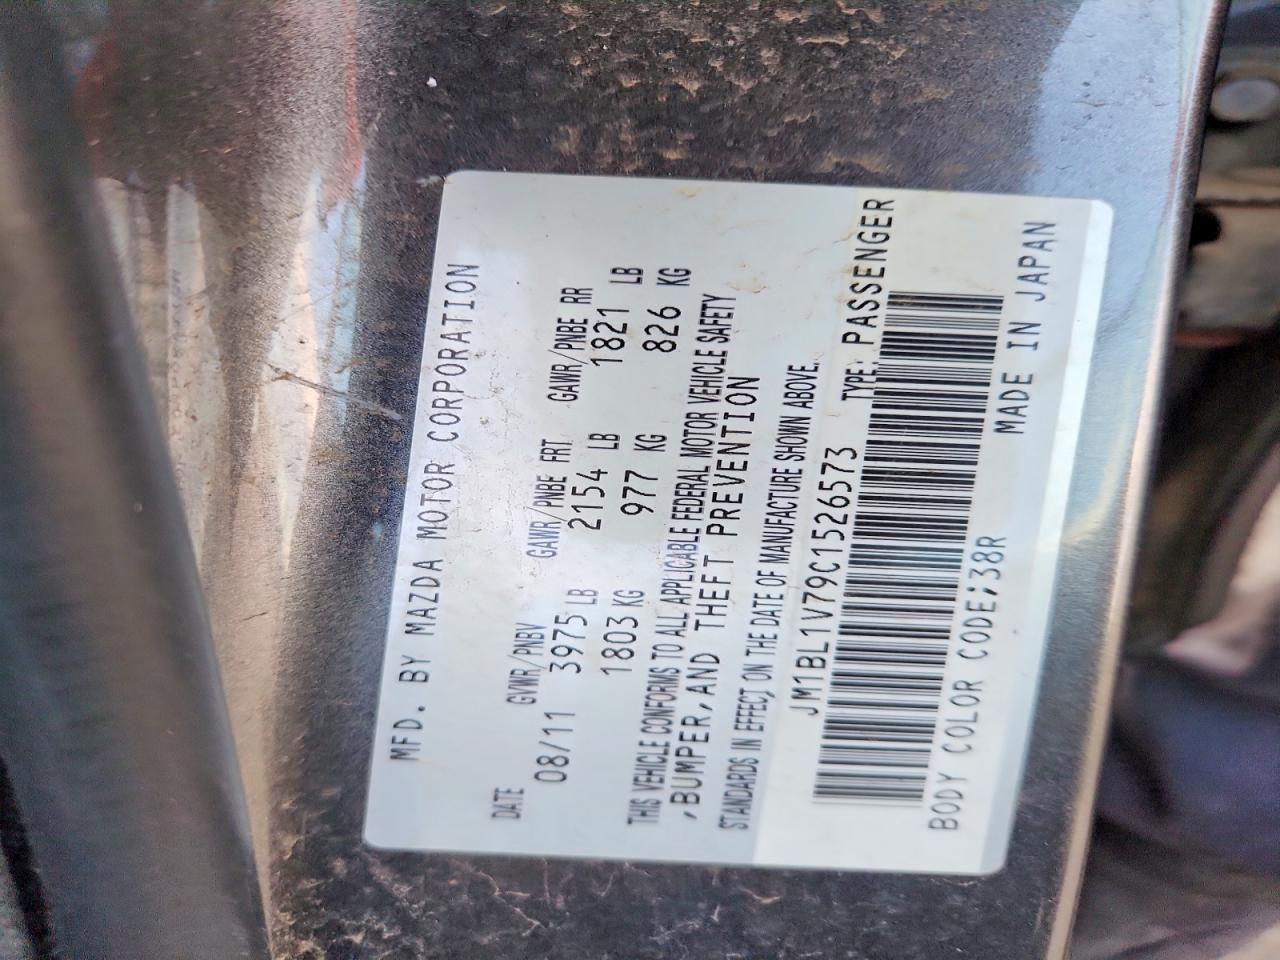 MFD. BY MAZDA MOTOR CORPORATION
DATE GVWR/PNBV GAWR/PNBE FRT GAWR/PNBE RR
08/11 3975 LB 2154 LB 1821 LB
1803 KG 977 KG 826 KG
THIS VEHICLE CONFORMS TO ALL APPLICABLE FEDERAL MOTOR VEHICLE SAFETY
,BUMPER,AND THEFT PREVENTION
STANDARDS IN EFFECT, ON THE DATE OF MANUFACTURE SHOWN ABOVE.
JM1BL1V79C1526573 TYPE: PASSENGER
BODY COLOR CODE;38R MADE IN JAPAN